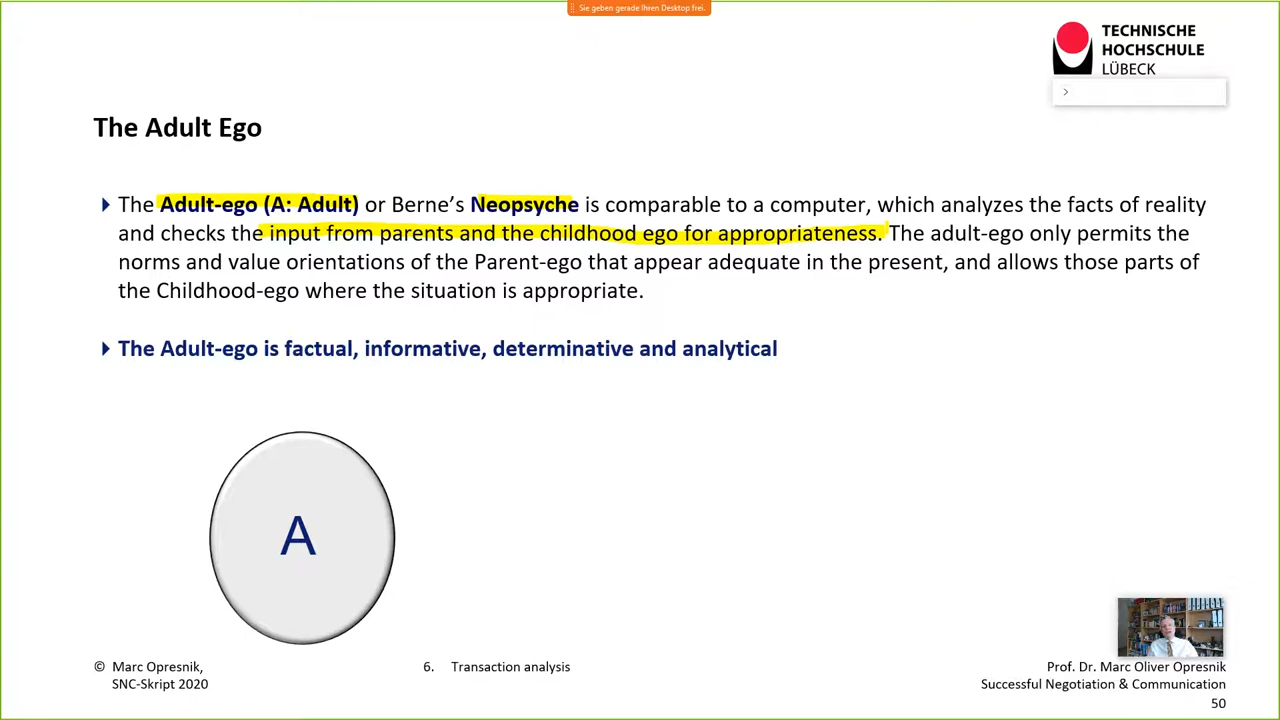 Sie geben gerade Ihren Desktop frei.
TECHNISCHE
HOCHSCHULE
LÜBECK
The Adult Ego
The Adult-ego (A: Adult) or Berne’s Neopsyche is comparable to a computer, which analyzes the facts of reality
and checks the input from parents and the childhood ego for appropriateness. The adult-ego only permits the
norms and value orientations of the Parent-ego that appear adequate in the present, and allows those parts of
the Childhood-ego where the situation is appropriate.
The Adult-ego is factual, informative, determinative and analytical
A
© Marc Opresnik,
SNC-Skript 2020
6. Transaction analysis
Prof. Dr. Marc Oliver Opresnik
Successful Negotiation & Communication
50